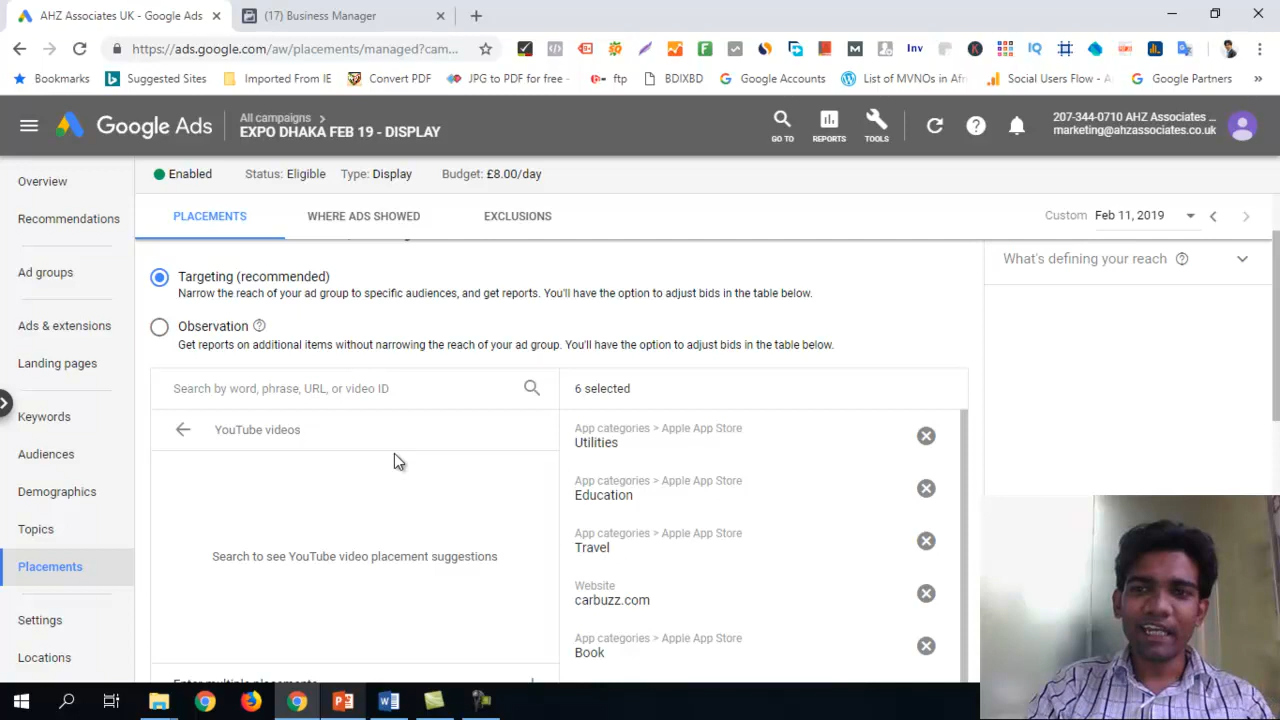 AHZ Associates UK - Google Ads
(17) Business Manager
https://ads.google.com/aw/placements/managed?cam...
Inv
IQ
Bookmarks
Suggested Sites
Imported From IE
Convert PDF
JPG to PDF for free -
ftp
BDIXBD
Google Accounts
List of MVNOs in Afr
Social Users Flow - A
Google Partners
Google Ads
All campaigns
EXPO DHAKA FEB 19 - DISPLAY
GO TO
REPORTS
TOOLS
207-344-0710 AHZ Associates ...
marketing@ahzassociates.co.uk
Enabled
Status: Eligible
Type: Display
Budget: £8.00/day
Overview
Recommendations
Ad groups
Ads & extensions
Landing pages
Keywords
Audiences
Demographics
Topics
Placements
Settings
Locations
PLACEMENTS
WHERE ADS SHOWED
EXCLUSIONS
Custom
Feb 11, 2019
What's defining your reach
Targeting (recommended)
Narrow the reach of your ad group to specific audiences, and get reports. You'll have the option to adjust bids in the table below.
Observation
Get reports on additional items without narrowing the reach of your ad group. You'll have the option to adjust bids in the table below.
Search by word, phrase, URL, or video ID
YouTube videos
Search to see YouTube video placement suggestions
Enter multiple placements
6 selected
App categories > Apple App Store
Utilities
App categories > Apple App Store
Education
App categories > Apple App Store
Travel
Website
carbuzz.com
App categories > Apple App Store
Book